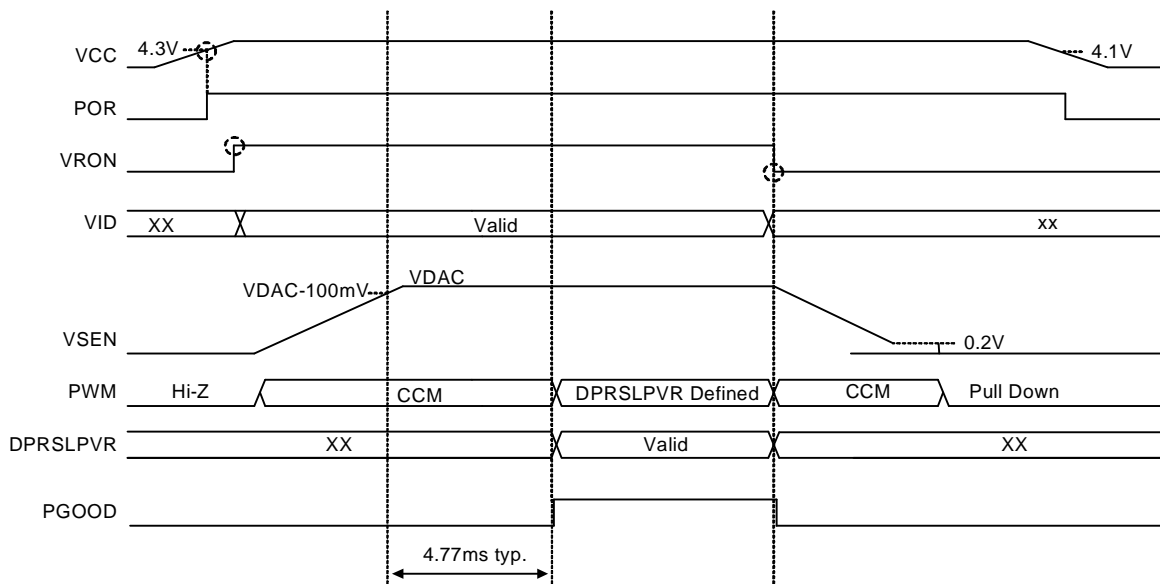 VCC 4.3V 4.1V
POR
VRON
VID XX Valid xx
VDAC
VDAC-100mV
VSEN 0.2V
PWM Hi-Z CCM DPRSLPVR Defined CCM Pull Down
DPRSLPVR XX Valid XX
PGOOD
4.77ms typ.